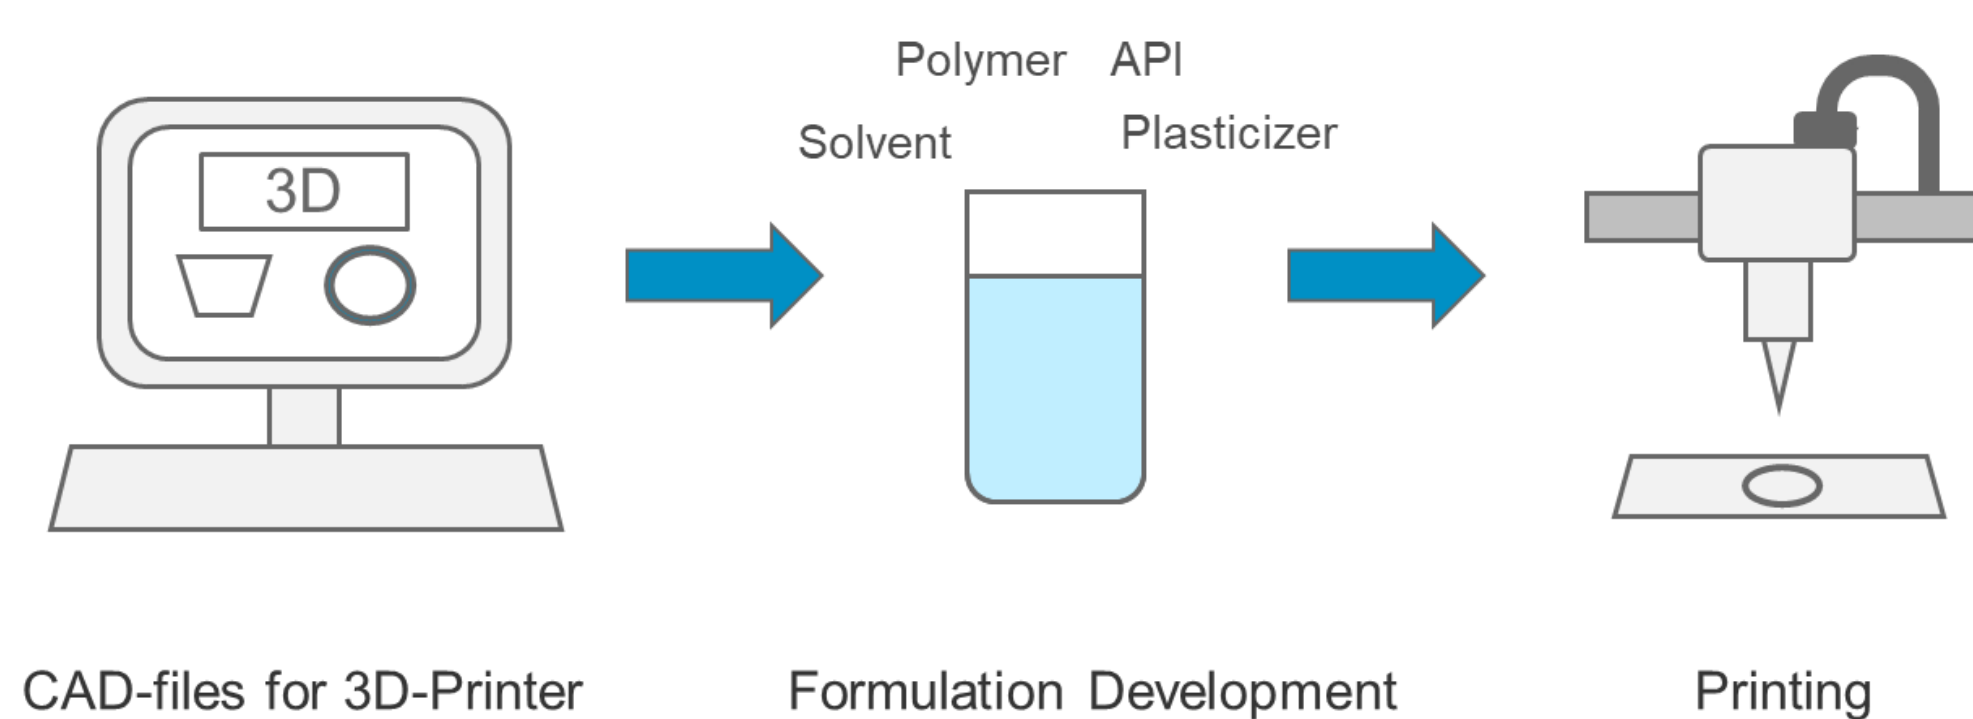 Polymer API
Solvent Plasticizer
3D
CAD-files for 3D-Printer
Formulation Development
Printing